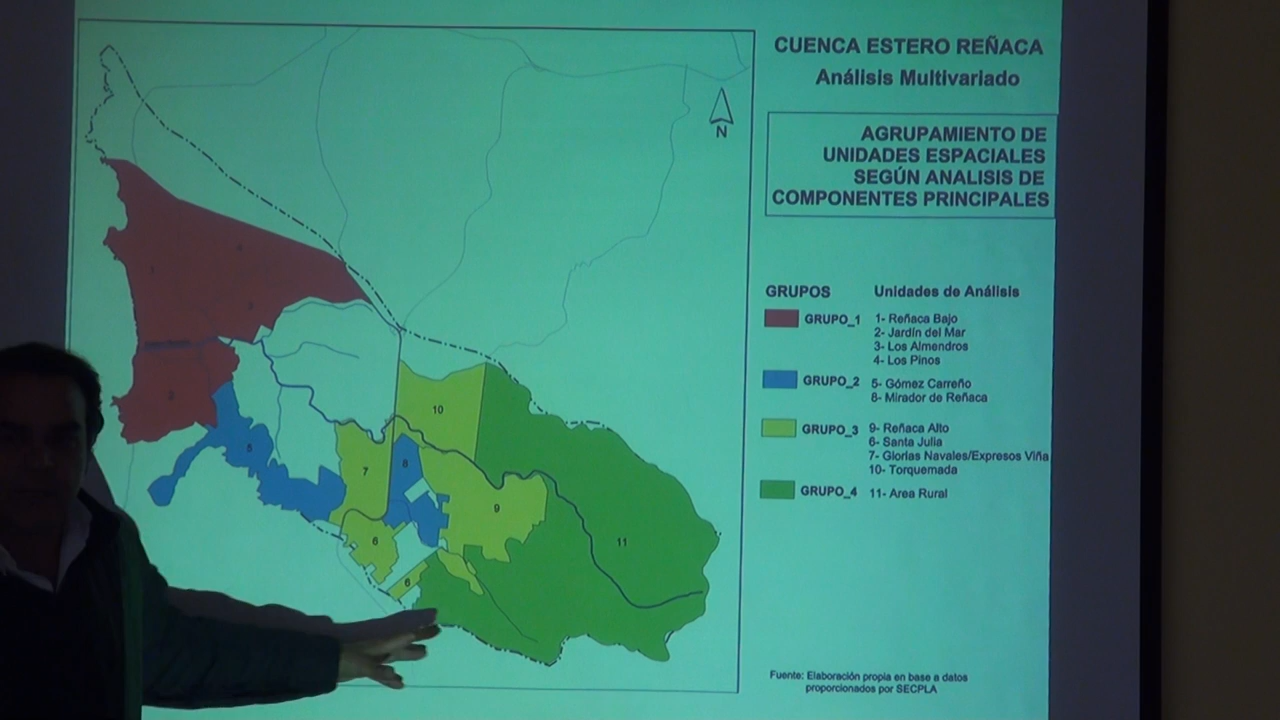 CUENCA ESTERO REÑACA
Análisis Multivariado
N
AGRUPAMIENTO DE
UNIDADES ESPACIALES
SEGÚN ANALISIS DE
COMPONENTES PRINCIPALES
GRUPOS Unidades de Análisis
GRUPO_1 1- Reñaca Bajo
2- Jardín del Mar
3- Los Almendros
4- Los Pinos
GRUPO_2 5- Gómez Carreño
8- Mirador de Reñaca
GRUPO_3 9- Reñaca Alto
6- Santa Julia
7- Glorias Navales/Expresos Viña
10- Torquemada
GRUPO_4 11- Area Rural
10
5
7
8
9
6
11
6
Fuente: Elaboración propia en base a datos
proporcionados por SECPLA